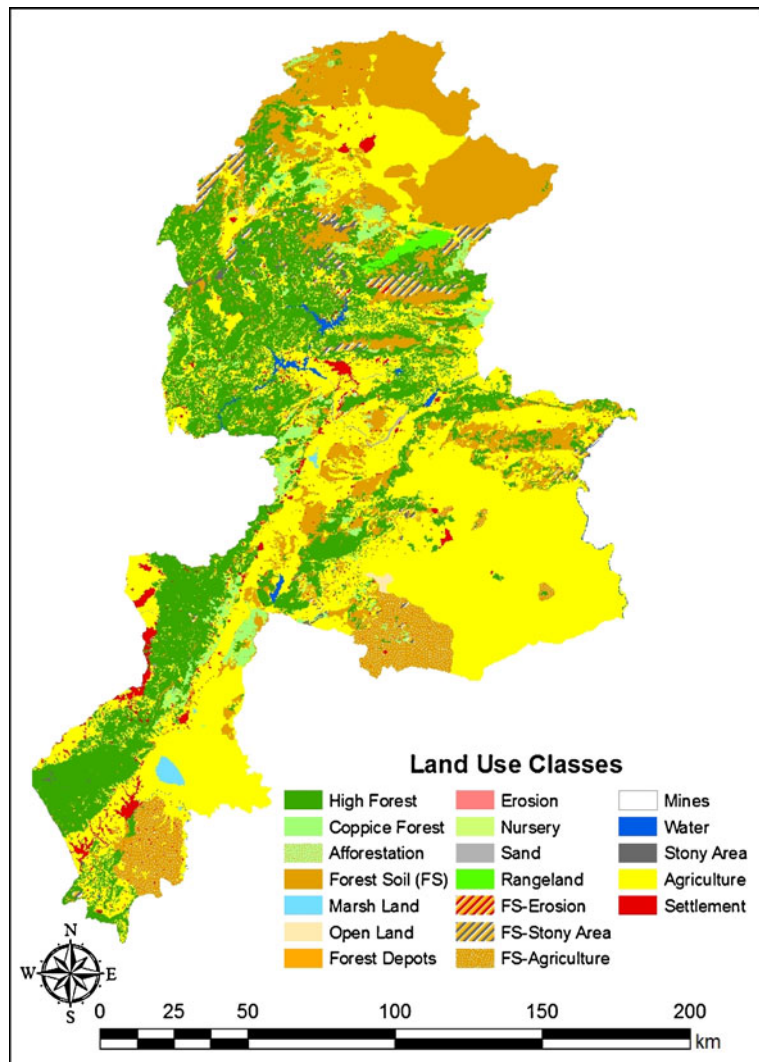 Land Use Classes
High Forest
Coppice Forest
Afforestation
Forest Soil (FS)
Marsh Land
Open Land
Forest Depots
Erosion
Nursery
Sand
Rangeland
FS-Erosion
FS-Stony Area
FS-Agriculture
Mines
Water
Stony Area
Agriculture
Settlement
N
W E
S
0 25 50 100 150 200
km